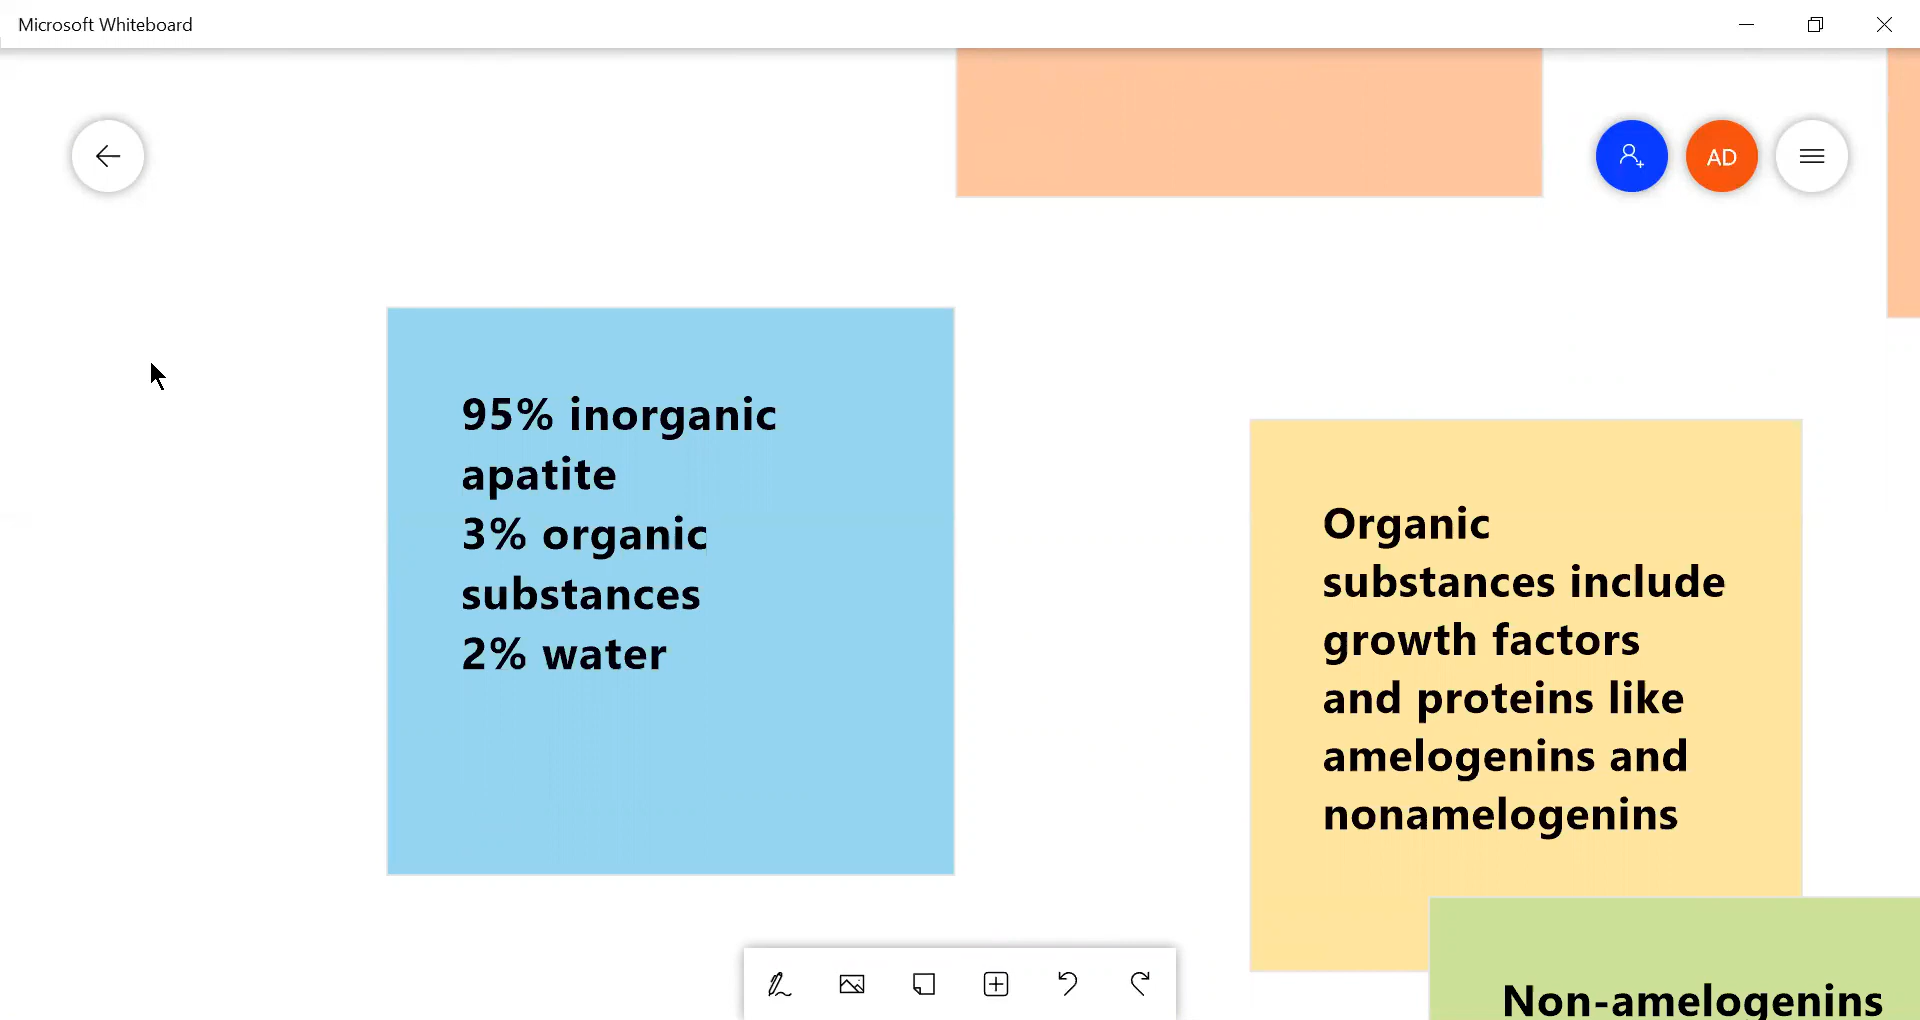 Microsoft Whiteboard
AD
95% inorganic
apatite
3% organic
substances
2% water
Organic
substances include
growth factors
and proteins like
amelogenins and
nonamelogenins
Non-amelogenins